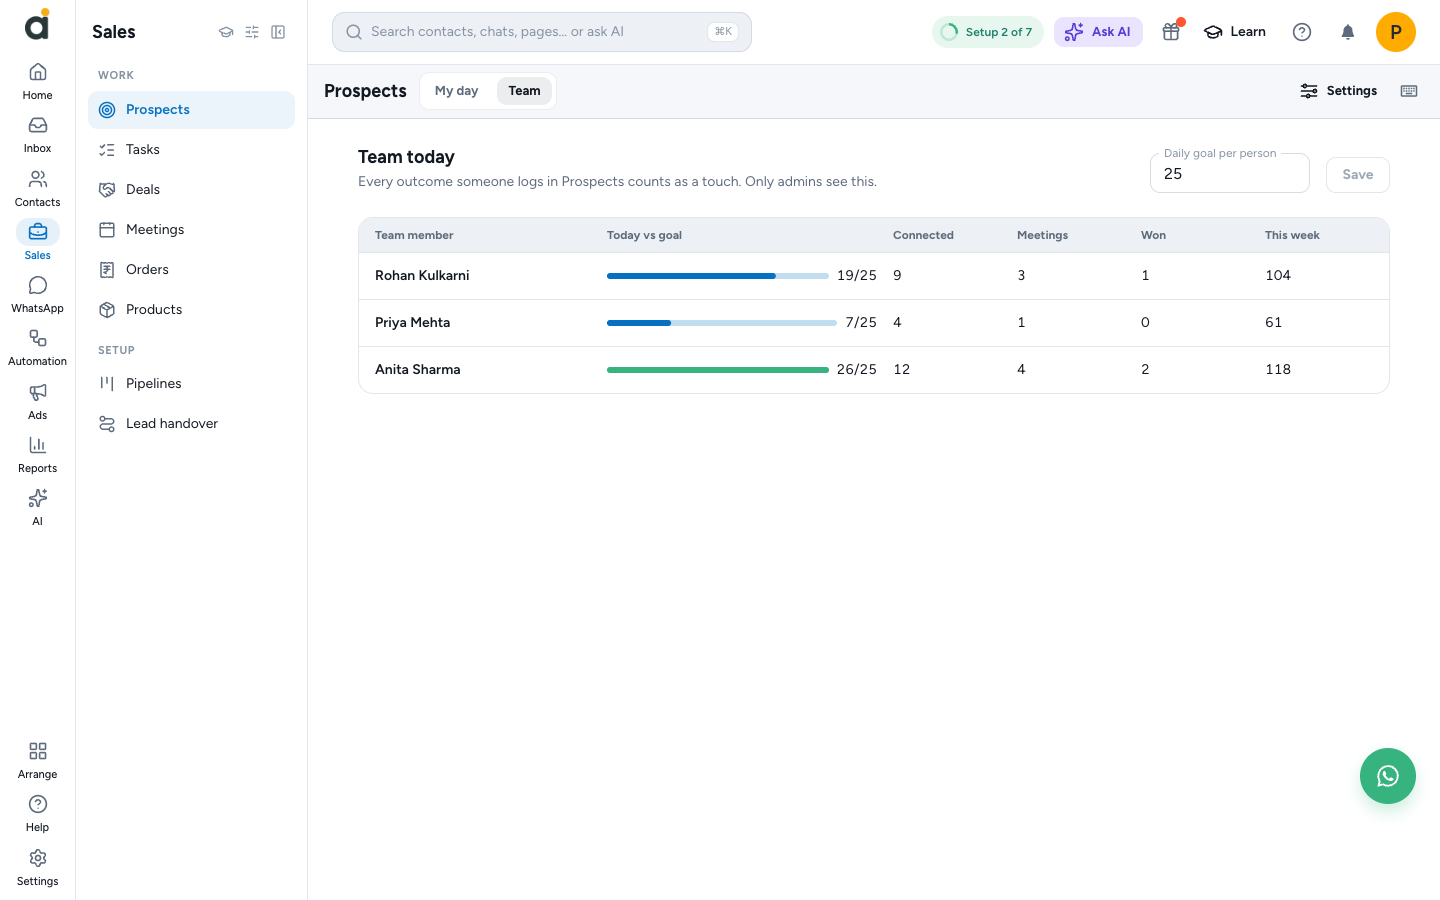 Home
Inbox
Contacts
Sales
WhatsApp
Automation
Ads
Reports
AI
Arrange
Help
Settings
Sales
WORK
Prospects
Tasks
Deals
Meetings
Orders
Products
SETUP
Pipelines
Lead handover
Search contacts, chats, pages... or ask AI ⌘K
Setup 2 of 7
Ask AI
Learn
P
Prospects My day Team
Settings
Team today
Every outcome someone logs in Prospects counts as a touch. Only admins see this.
Daily goal per person
25
Save
Team member Today vs goal Connected Meetings Won This week
Rohan Kulkarni 19/25 9 3 1 104
Priya Mehta 7/25 4 1 0 61
Anita Sharma 26/25 12 4 2 118